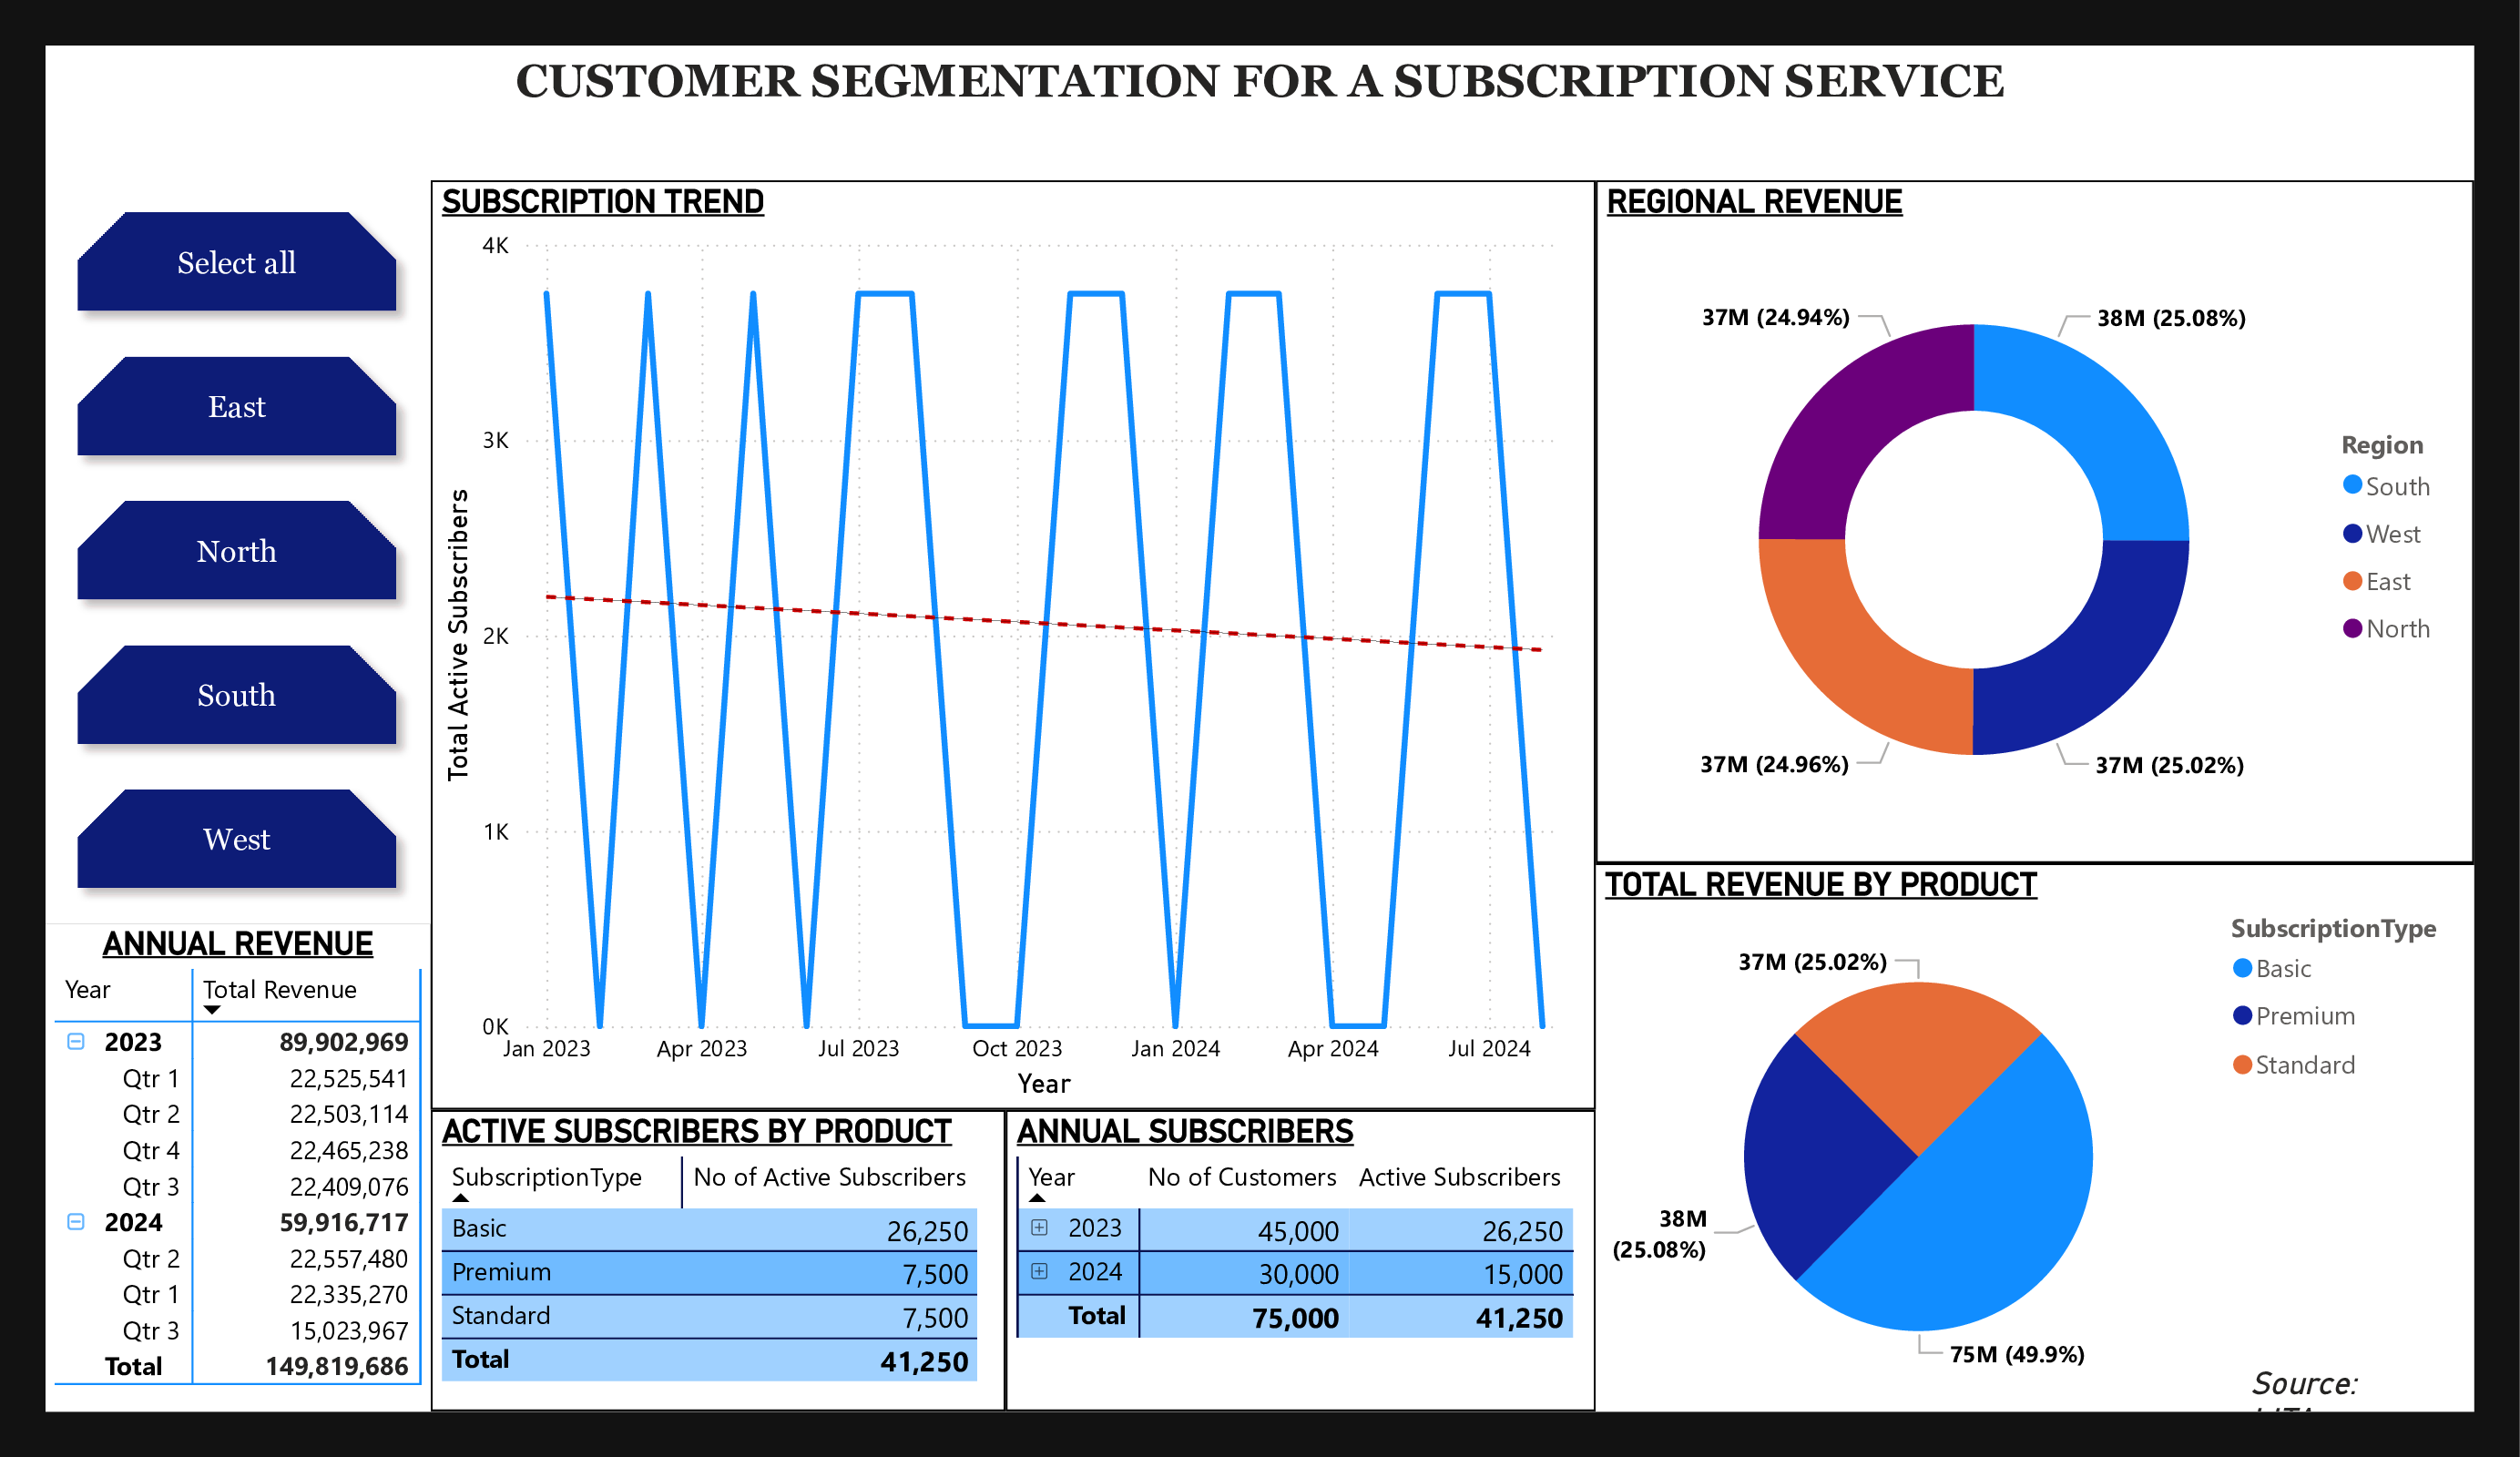 CUSTOMER SEGMENTATION FOR A SUBSCRIPTION SERVICE
Select all
East
North
South
West
ANNUAL REVENUE
Year Total Revenue
2023 89,902,969
Qtr 1 22,525,541
Qtr 2 22,503,114
Qtr 4 22,465,238
Qtr 3 22,409,076
2024 59,916,717
Qtr 2 22,557,480
Qtr 1 22,335,270
Qtr 3 15,023,967
Total 149,819,686
SUBSCRIPTION TREND
Total Active Subscribers
4K
3K
2K
1K
0K
Jan 2023 Apr 2023 Jul 2023 Oct 2023 Jan 2024 Apr 2024 Jul 2024
Year
ACTIVE SUBSCRIBERS BY PRODUCT
SubscriptionType No of Active Subscribers
Basic 26,250
Premium 7,500
Standard 7,500
Total 41,250
ANNUAL SUBSCRIBERS
Year No of Customers Active Subscribers
2023 45,000 26,250
2024 30,000 15,000
Total 75,000 41,250
REGIONAL REVENUE
37M (24.94%) 38M (25.08%)
37M (24.96%) 37M (25.02%)
Region
South
West
East
North
TOTAL REVENUE BY PRODUCT
37M (25.02%)
38M
(25.08%)
75M (49.9%)
SubscriptionType
Basic
Premium
Standard
Source: